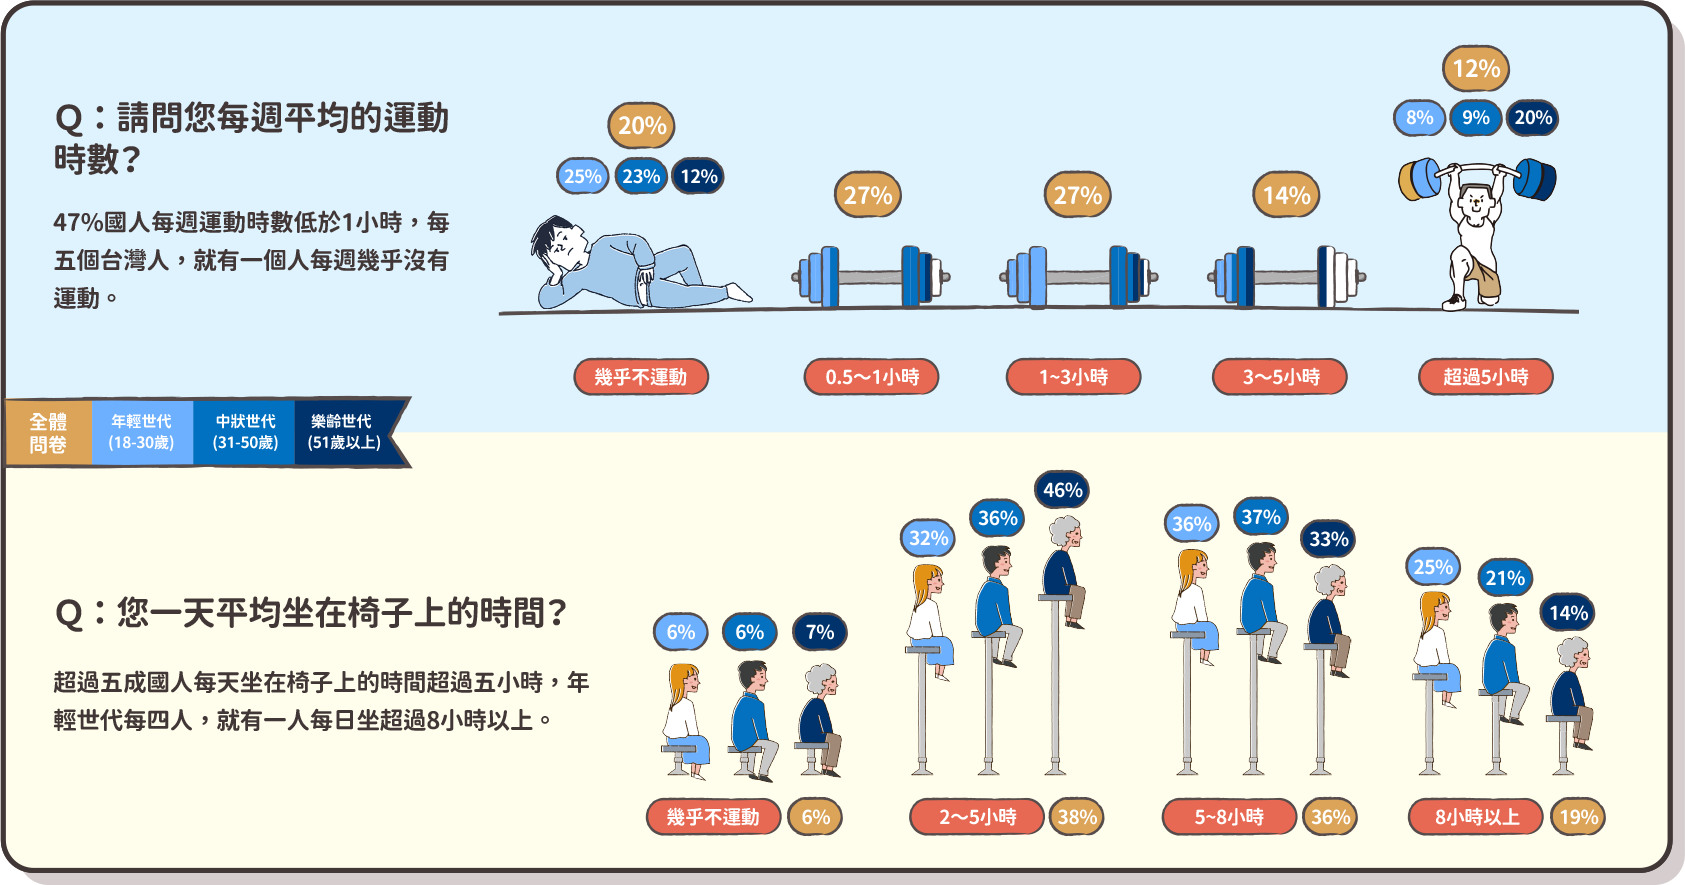 Q：請問您每週平均的運動
時數？
47%國人每週運動時數低於1小時，每
五個台灣人，就有一個人每週幾乎沒有
運動。
20%
25% 23% 12%
27%
27%
14%
12%
8% 9% 20%
幾乎不運動
0.5～1小時
1~3小時
3～5小時
超過5小時
全體
問卷
年輕世代
(18-30歲)
中狀世代
(31-50歲)
樂齡世代
(51歲以上)
Q：您一天平均坐在椅子上的時間？
超過五成國人每天坐在椅子上的時間超過五小時，年
輕世代每四人，就有一人每日坐超過8小時以上。
6% 6% 7%
幾乎不運動 6%
32% 36% 46%
2～5小時 38%
36% 37% 33%
5~8小時 36%
25% 21% 14%
8小時以上 19%